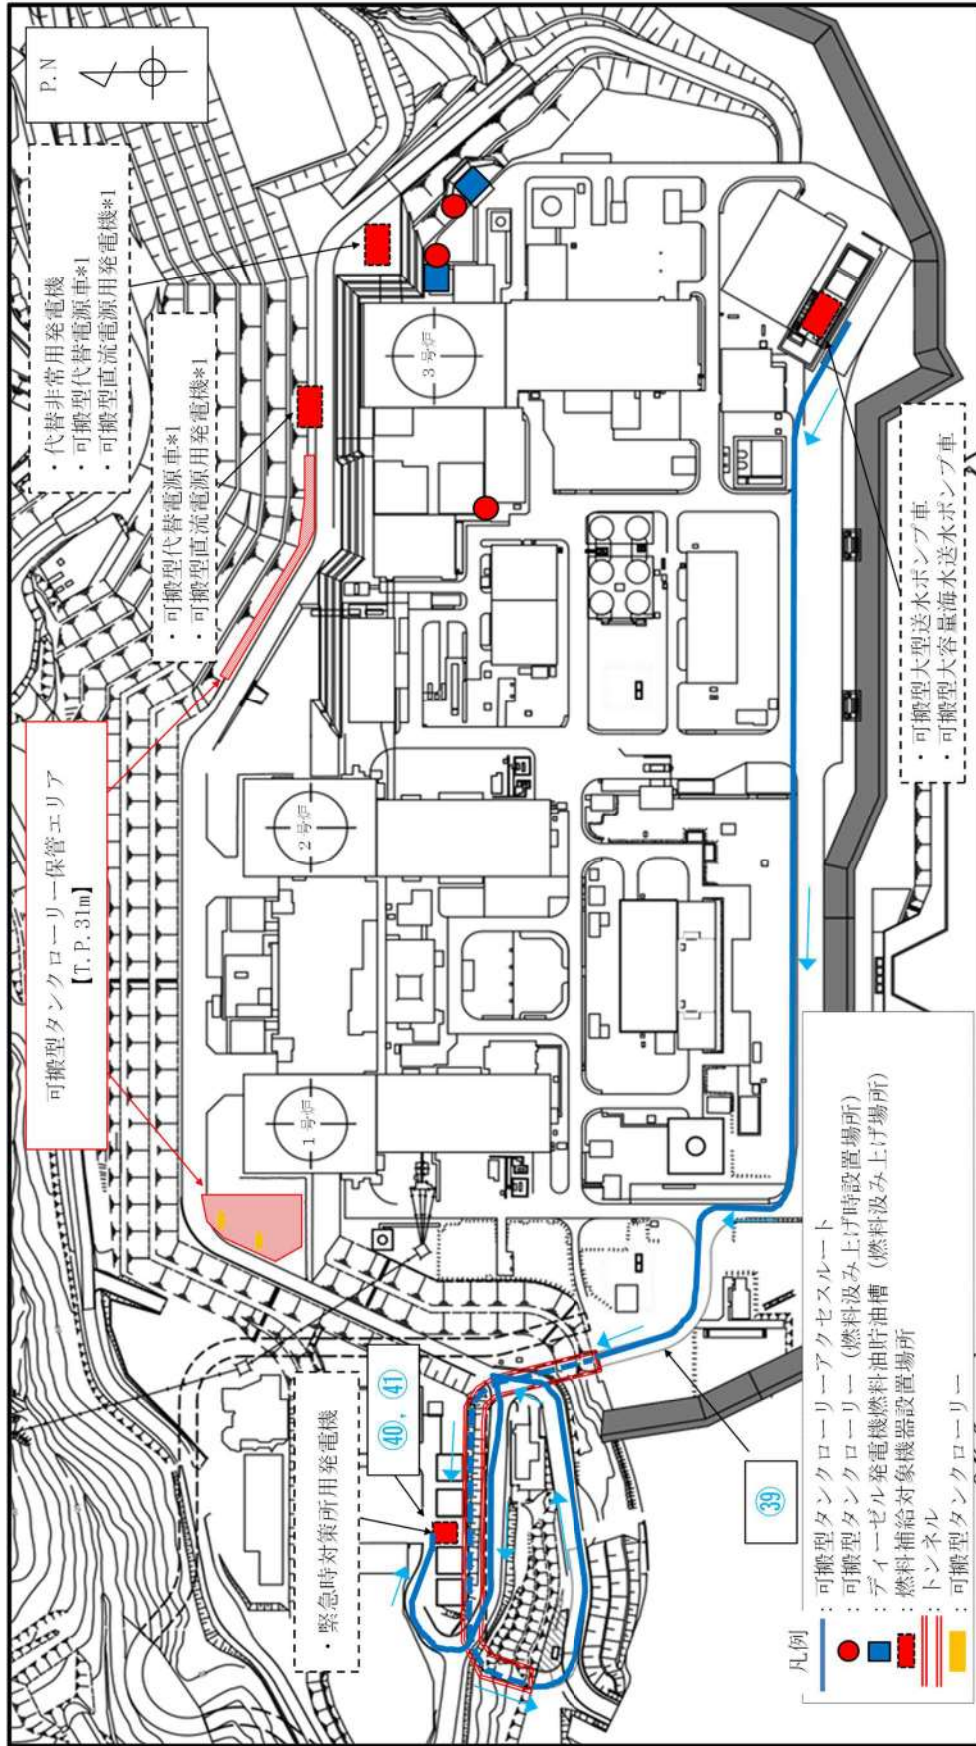 P.N
・代替非常用発電機
・可搬型代替電源車*1
・可搬型直流電源用発電機*1
・可搬型代替電源車*1
・可搬型直流電源用発電機*1
可搬型タンクローリー保管エリア
【T.P.31m】
3号炉
2号炉
1号炉
・緊急時対策所用発電機
㊵，㊶
㊴
・可搬型大型送水ポンプ車
・可搬型大容量海水送水ポンプ車
凡例
：可搬型タンクローリーアクセスルート
：可搬型タンクローリー（燃料汲み上げ時設置場所）
：ディーゼル発電機燃料油貯油槽（燃料汲み上げ場所）
：燃料補給対象機器設置場所
：トンネル
：可搬型タンクローリー